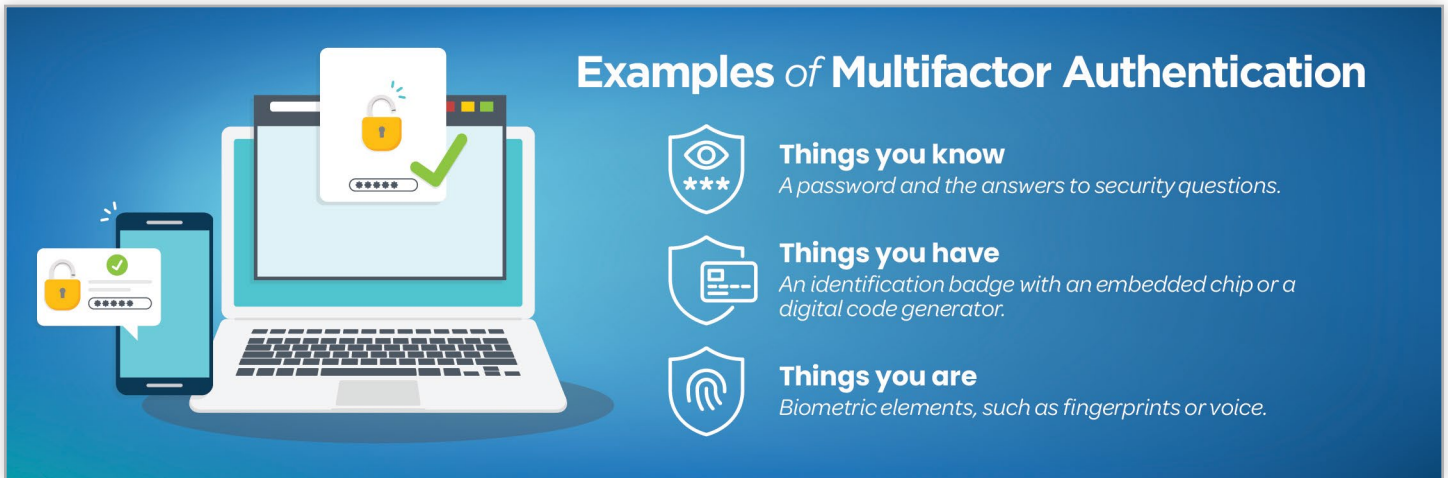 Examples of Multifactor Authentication
Things you know
A password and the answers to security questions.
Things you have
An identification badge with an embedded chip or a
digital code generator.
Things you are
Biometric elements, such as fingerprints or voice.